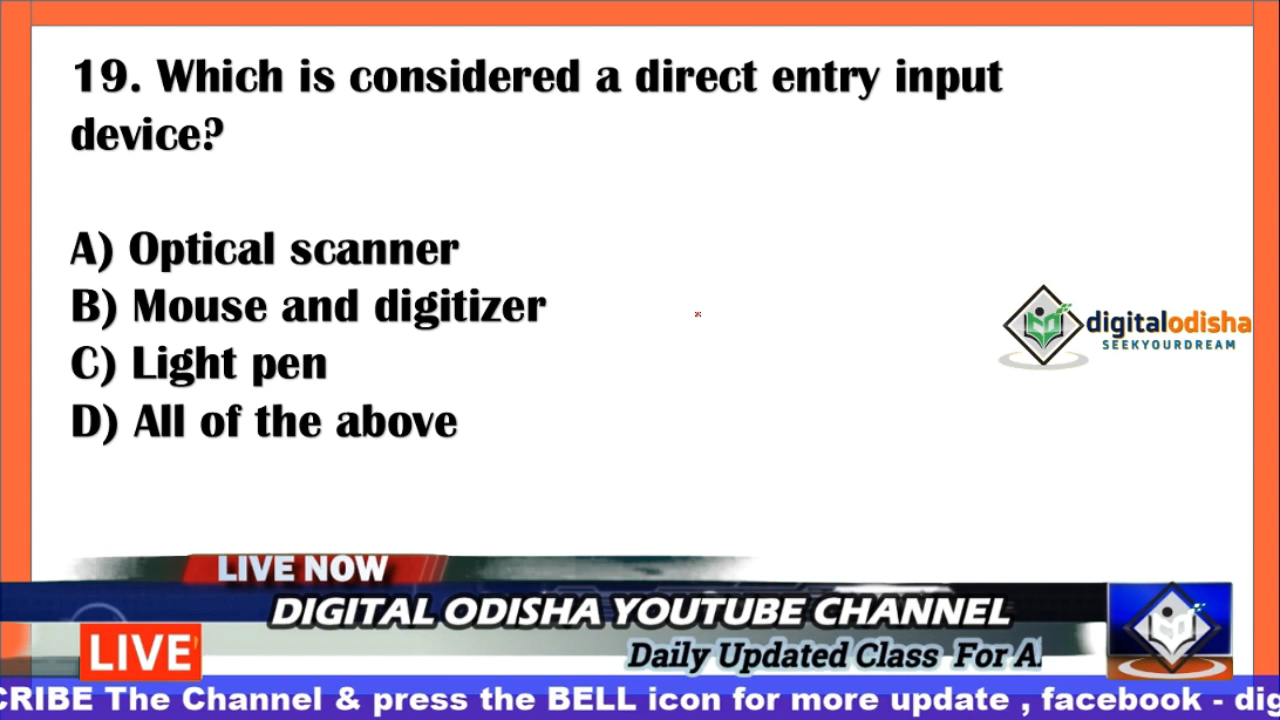 19. Which is considered a direct entry input
device?
A) Optical scanner
B) Mouse and digitizer
C) Light pen
D) All of the above
digitalodisha
SEEKYOURDREAM
LIVE NOW
DIGITAL ODISHA YOUTUBE CHANNEL
LIVE
Daily Updated Class For A
CRIBE The Channel & press the BELL icon for more update , facebook - dig